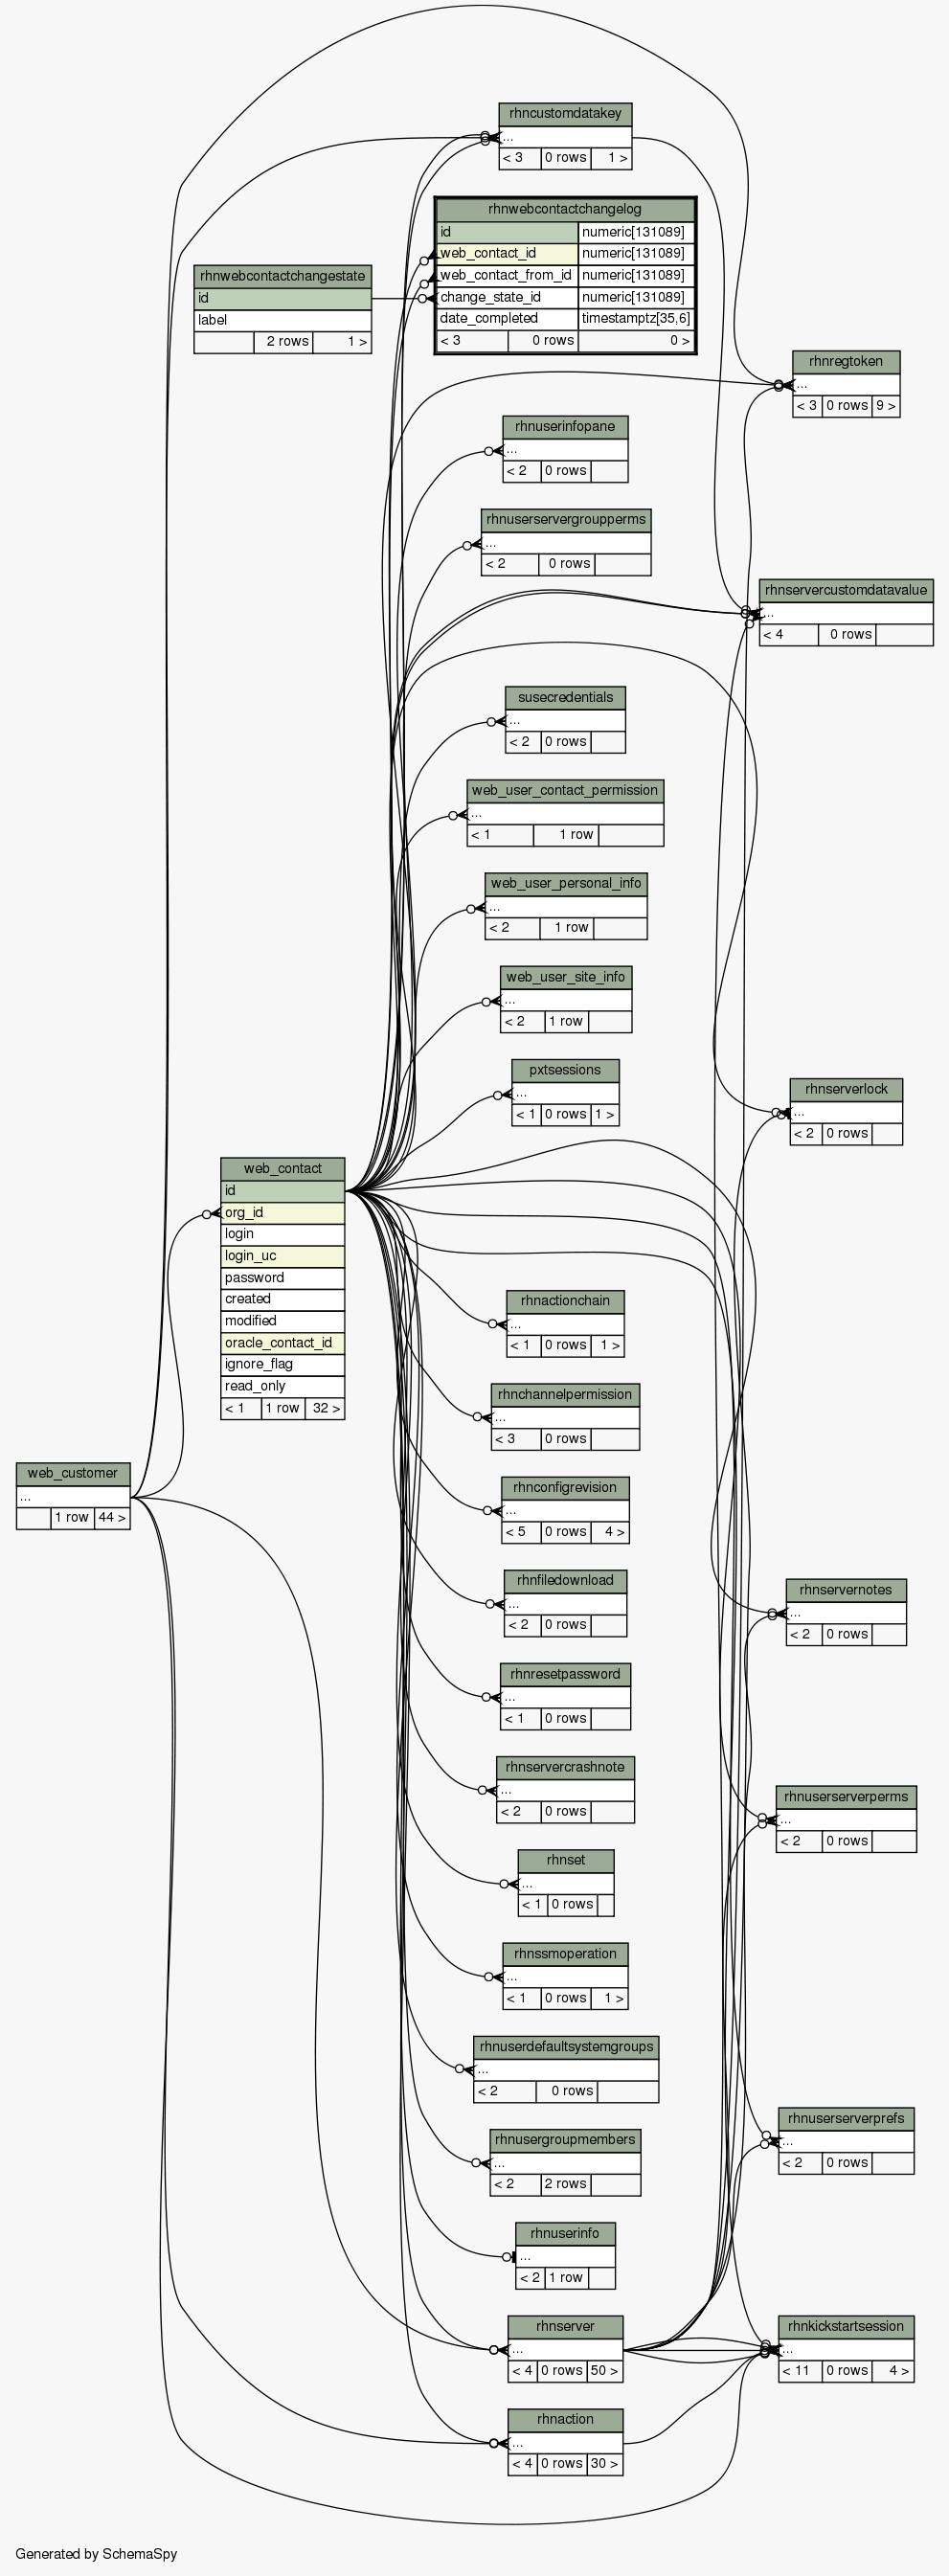 rhncustomdatakey
...
< 3 0 rows 1 >
rhnwebcontactchangelog
id numeric[131089]
web_contact_id numeric[131089]
web_contact_from_id numeric[131089]
change_state_id numeric[131089]
date_completed timestamptz[35,6]
< 3 0 rows 0 >
rhnwebcontactchangestate
id
label
2 rows 1 >
rhnregtoken
...
< 3 0 rows 9 >
rhnuserinfopane
...
< 2 0 rows
rhnuserservergroupperms
...
< 2 0 rows
rhnservercustomdatavalue
...
< 4 0 rows
susecredentials
...
< 2 0 rows
web_user_contact_permission
...
< 1 1 row
web_user_personal_info
...
< 2 1 row
web_user_site_info
...
< 2 1 row
pxtsessions
...
< 1 0 rows 1 >
rhnserverlock
...
< 2 0 rows
web_contact
id
org_id
login
login_uc
password
created
modified
oracle_contact_id
ignore_flag
read_only
< 1 1 row 32 >
rhnactionchain
...
< 1 0 rows 1 >
rhnchannelpermission
...
< 3 0 rows
web_customer
...
1 row 44 >
rhnconfigrevision
...
< 5 0 rows 4 >
rhnfiledownload
...
< 2 0 rows
rhnservernotes
...
< 2 0 rows
rhnresetpassword
...
< 1 0 rows
rhnservercrashnote
...
< 2 0 rows
rhnuserserverperms
...
< 2 0 rows
rhnset
...
< 1 0 rows
rhnssmoperation
...
< 1 0 rows 1 >
rhnuserdefaultsystemgroups
...
< 2 0 rows
rhnuserserverprefs
...
< 2 0 rows
rhnusergroupmembers
...
< 2 2 rows
rhnuserinfo
...
< 2 1 row
rhnserver
...
< 4 0 rows 50 >
rhnkickstartsession
...
< 11 0 rows 4 >
rhnaction
...
< 4 0 rows 30 >
Generated by SchemaSpy